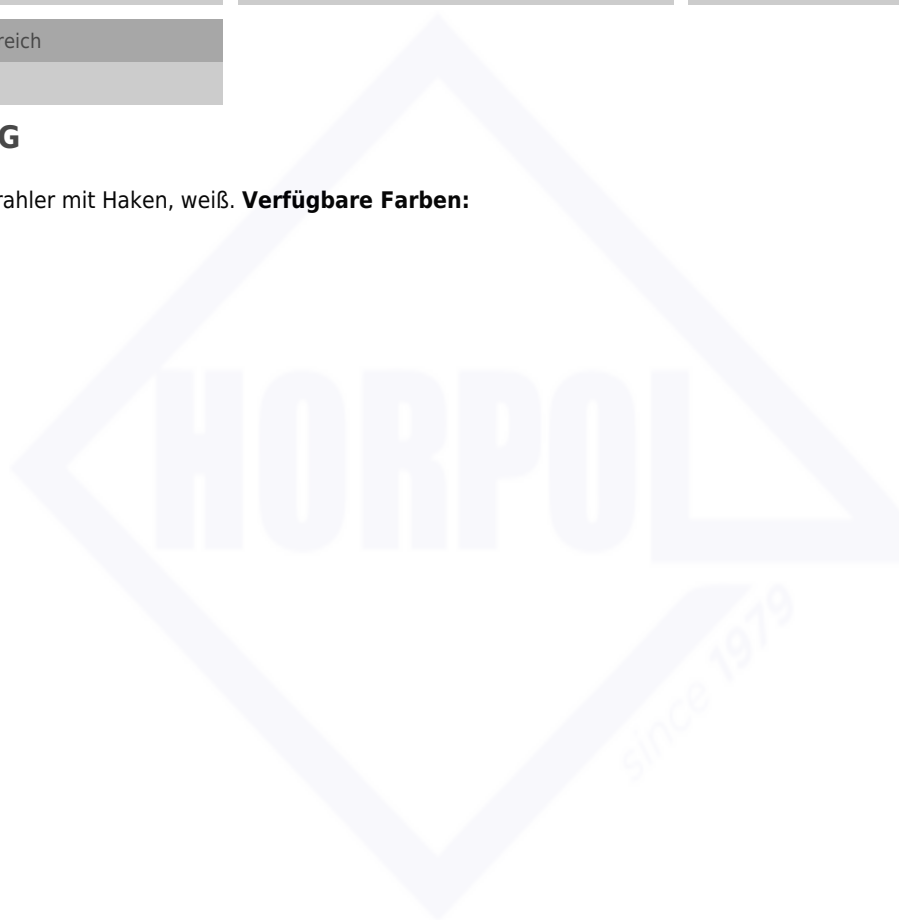 reich
G
rahler mit Haken, weiß. Verfügbare Farben:
HORPOL
since 1979